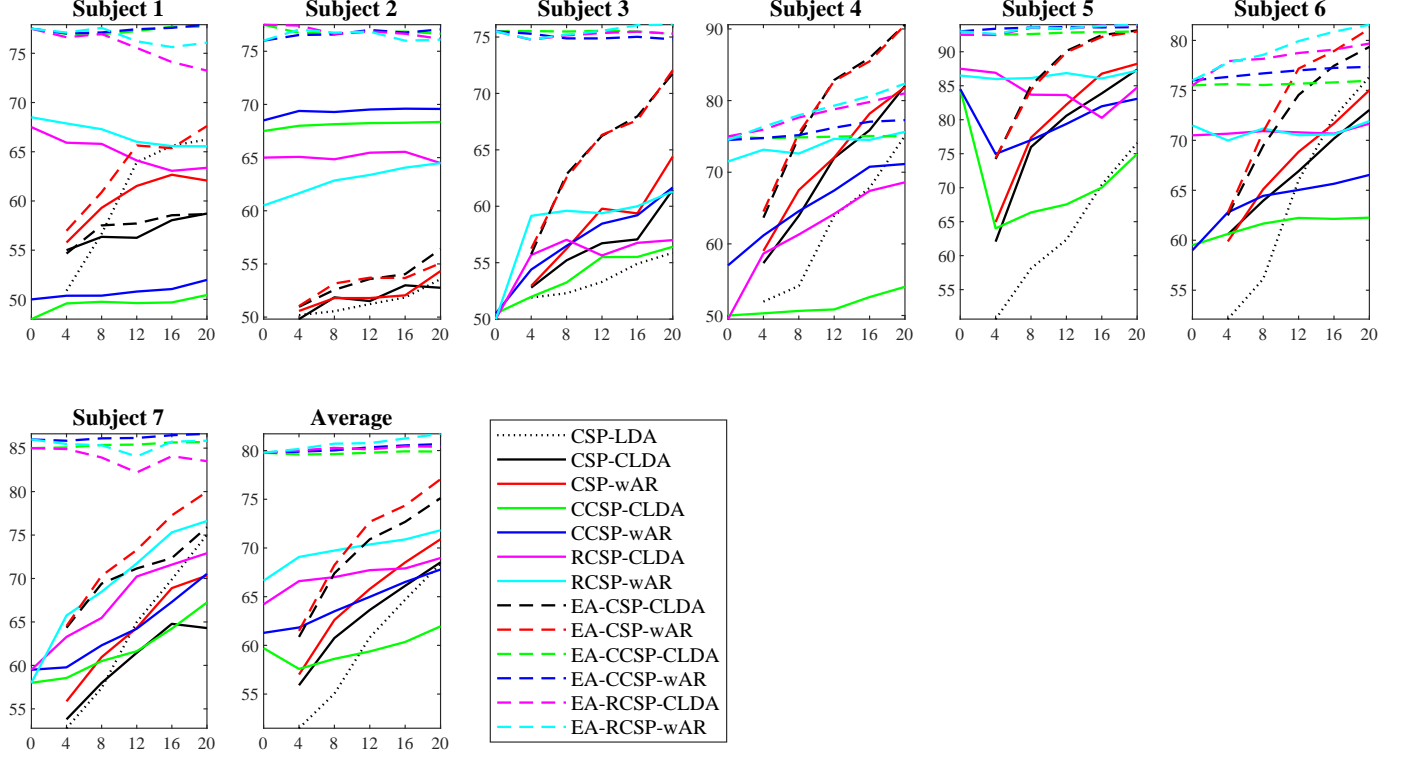 Subject 1
75
70
65
60
55
50
0 4 8 12 16 20
Subject 2
75
70
65
60
55
50
0 4 8 12 16 20
Subject 3
75
70
65
60
55
50
0 4 8 12 16 20
Subject 4
90
80
70
60
50
0 4 8 12 16 20
Subject 5
90
85
80
75
70
65
60
55
0 4 8 12 16 20
Subject 6
80
75
70
65
60
55
0 4 8 12 16 20
Subject 7
85
80
75
70
65
60
55
0 4 8 12 16 20
Average
80
75
70
65
60
55
0 4 8 12 16 20
CSP-LDA
CSP-CLDA
CSP-wAR
CCSP-CLDA
CCSP-wAR
RCSP-CLDA
RCSP-wAR
EA-CSP-CLDA
EA-CSP-wAR
EA-CCSP-CLDA
EA-CCSP-wAR
EA-RCSP-CLDA
EA-RCSP-wAR